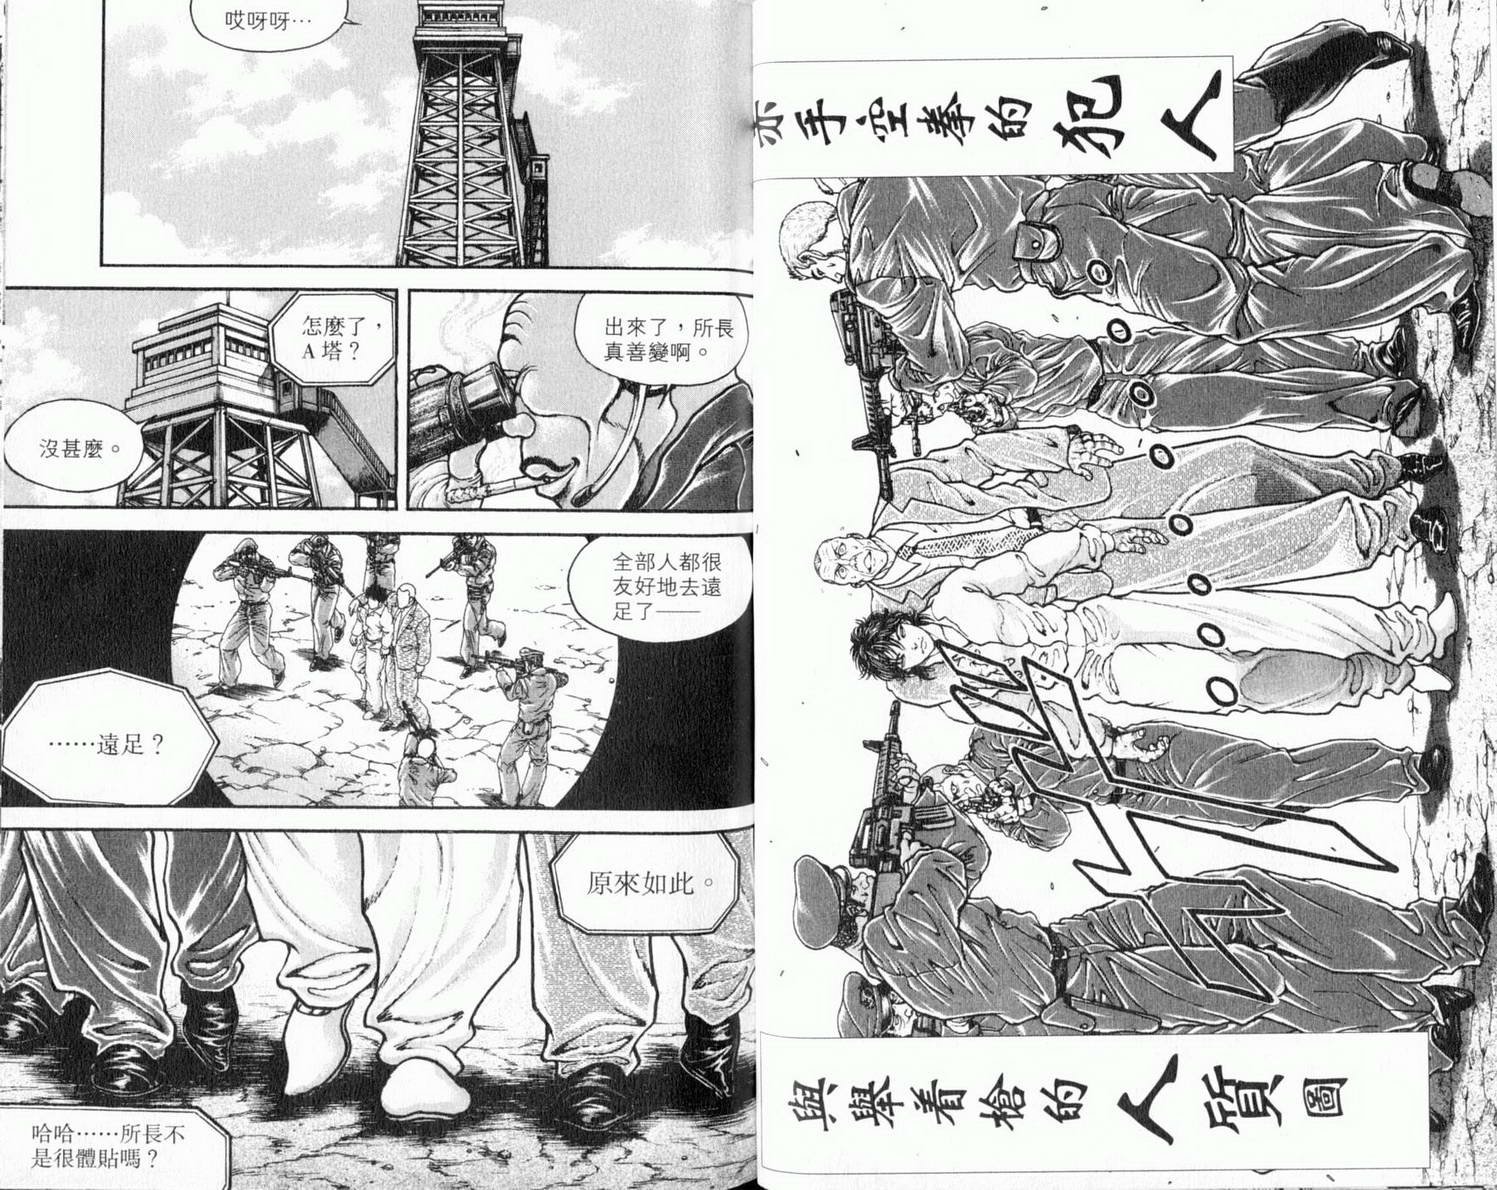 赤手空拳的犯人
與舉着槍的人質圖
哎呀呀…
出來了，所長
真善變啊。
怎麼了，
A塔？
沒甚麼。
全部人都很
友好地去遠
足了——
……遠足？
原來如此。
哈哈……所長不
是很體貼嗎？